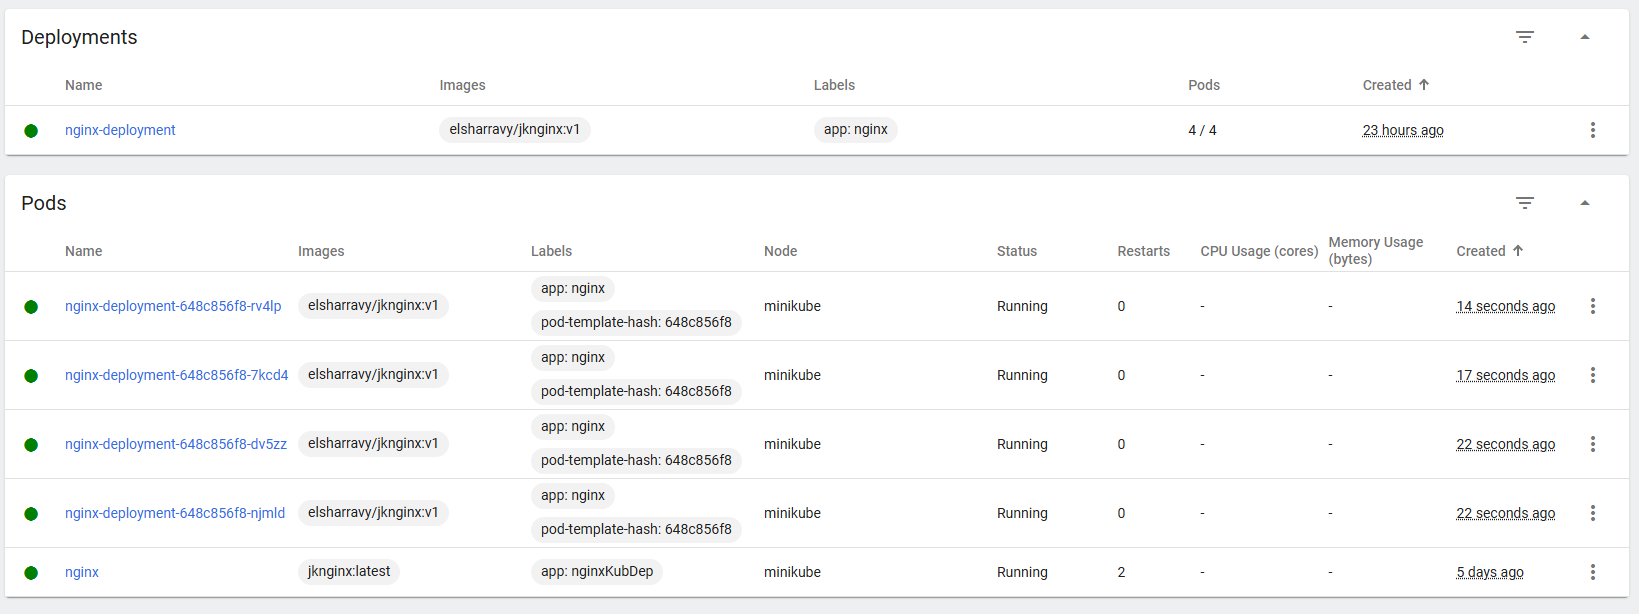 Deployments
Name Images Labels Pods Created
nginx-deployment elsharravy/jknginx:v1 app: nginx 4 / 4 23 hours ago
Pods
Name Images Labels Node Status Restarts CPU Usage (cores) Memory Usage (bytes) Created
nginx-deployment-648c856f8-rv4lp elsharravy/jknginx:v1 app: nginx pod-template-hash: 648c856f8 minikube Running 0 - - 14 seconds ago
nginx-deployment-648c856f8-7kcd4 elsharravy/jknginx:v1 app: nginx pod-template-hash: 648c856f8 minikube Running 0 - - 17 seconds ago
nginx-deployment-648c856f8-dv5zz elsharravy/jknginx:v1 app: nginx pod-template-hash: 648c856f8 minikube Running 0 - - 22 seconds ago
nginx-deployment-648c856f8-njmld elsharravy/jknginx:v1 app: nginx pod-template-hash: 648c856f8 minikube Running 0 - - 22 seconds ago
nginx jknginx:latest app: nginxKubDep minikube Running 2 - - 5 days ago